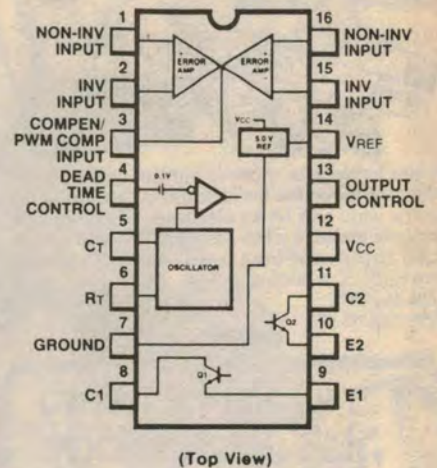 1
NON-INV
INPUT
2
INV
INPUT
3
COMPEN/
PWM COMP
INPUT
4
DEAD
TIME
CONTROL
5
CT
6
RT
7
GROUND
8
C1
16
NON-INV
INPUT
15
INV
INPUT
14
VREF
13
OUTPUT
CONTROL
12
VCC
11
C2
10
E2
9
E1
+
ERROR
AMP
-
+
ERROR
AMP
-
VCC
5.0 V
REF
0.1V
OSCILLATOR
Q2
Q1
(Top View)